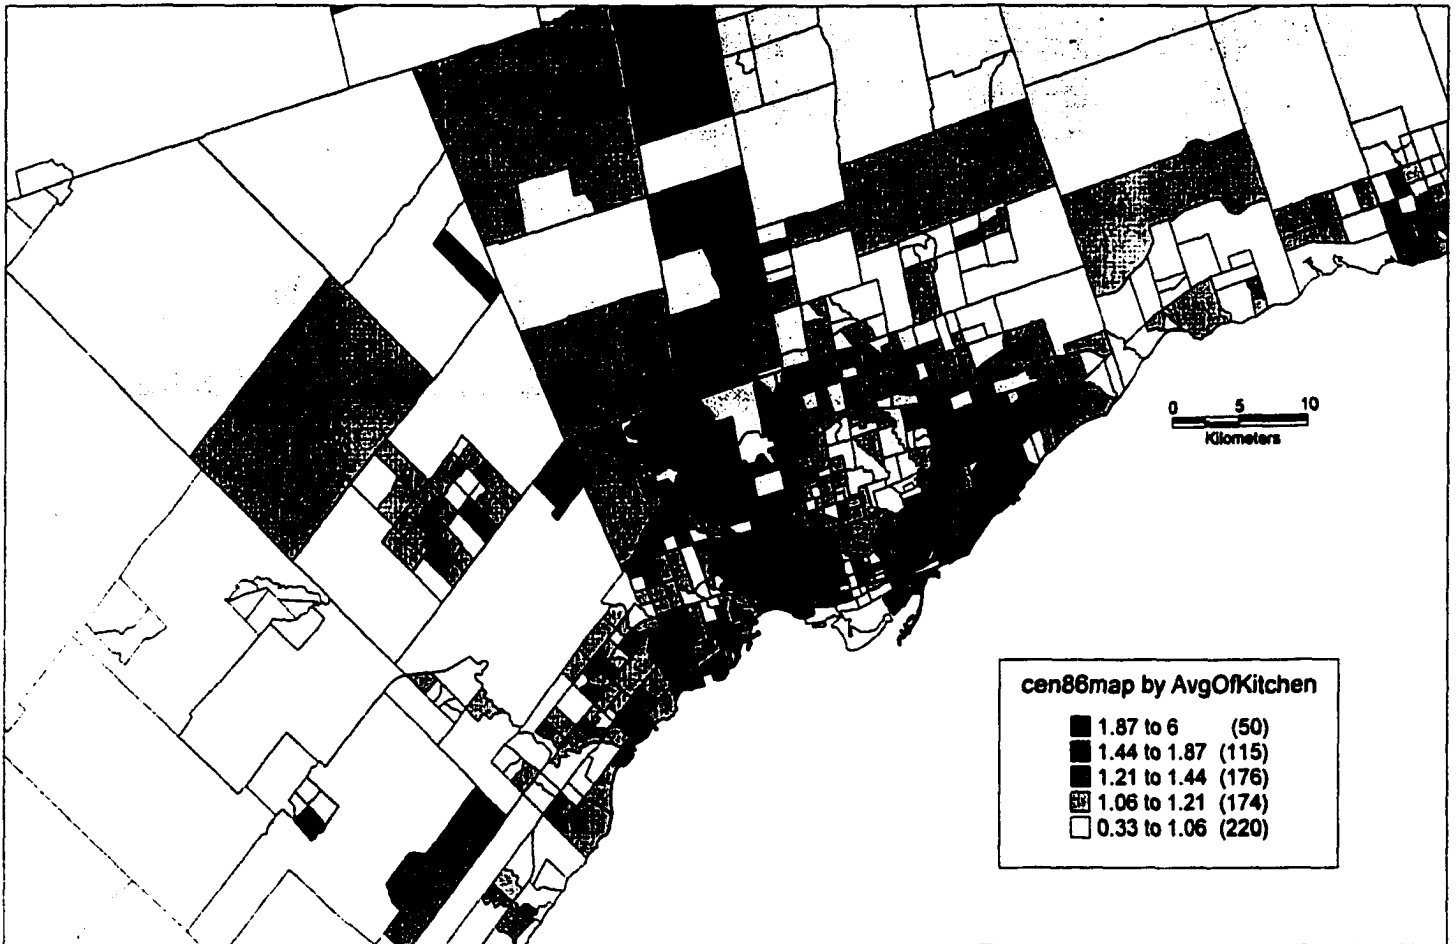 0 5 10
Kilometers
cen86map by AvgOfKitchen
1.87 to 6 (50)
1.44 to 1.87 (115)
1.21 to 1.44 (176)
1.06 to 1.21 (174)
0.33 to 1.06 (220)